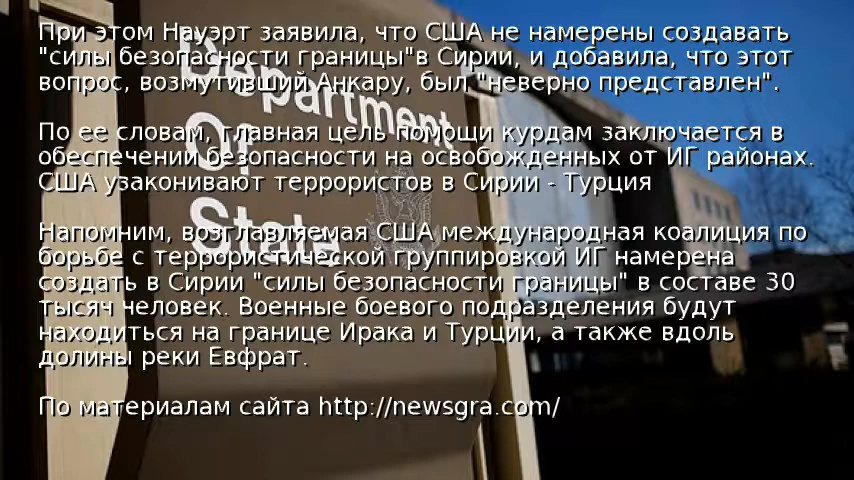 При этом Науэрт заявила, что США не намерены создавать
"силы безопасности границы"в Сирии, и добавила, что этот
вопрос, возмутивший Анкару, был "неверно представлен".
По ее словам, главная цель помощи курдам заключается в
обеспечении безопасности на освобожденных от ИГ районах.
США узаконивают террористов в Сирии - Турция
Напомним, возглавляемая США международная коалиция по
борьбе с террористической группировкой ИГ намерена
создать в Сирии "силы безопасности границы" в составе 30
тысяч человек. Военные боевого подразделения будут
находиться на границе Ирака и Турции, а также вдоль
долины реки Евфрат.
По материалам сайта http://newsgra.com/
Department
Of
State